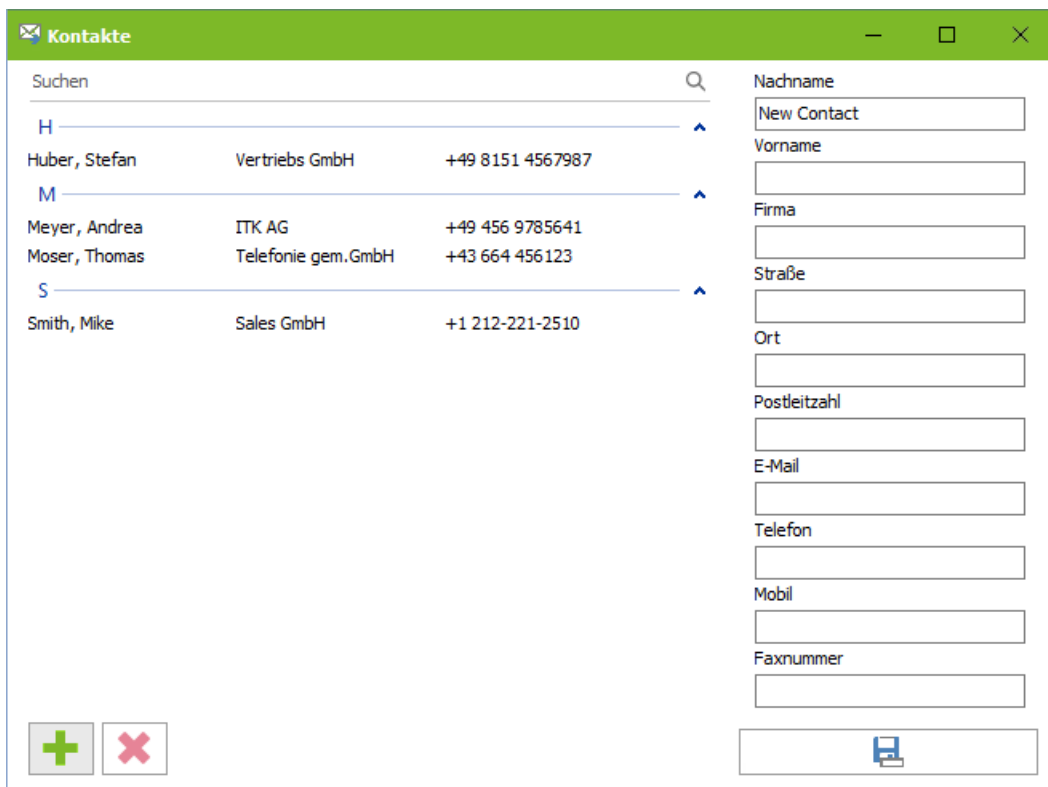 Kontakte
Suchen
H
Huber, Stefan Vertriebs GmbH +49 8151 4567987
M
Meyer, Andrea ITK AG +49 456 9785641
Moser, Thomas Telefonie gem.GmbH +43 664 456123
S
Smith, Mike Sales GmbH +1 212-221-2510
Nachname
New Contact
Vorname
Firma
Straße
Ort
Postleitzahl
E-Mail
Telefon
Mobil
Faxnummer